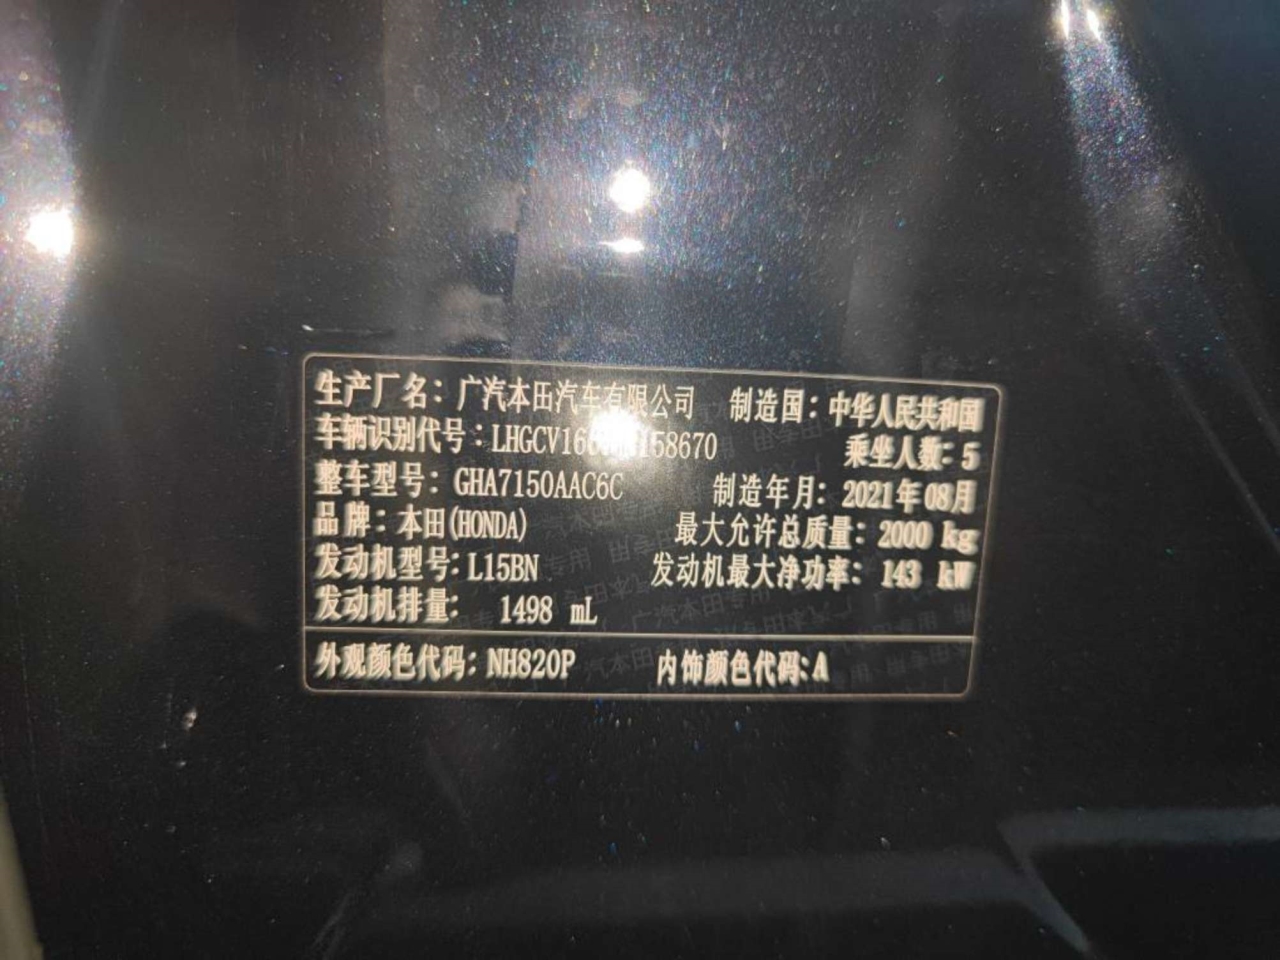 生产厂名：广汽本田汽车有限公司 制造国：中华人民共和国
车辆识别代号：LHGCV16 158670 乘坐人数：5
整车型号：GHA7150AAC6C 制造年月：2021年08月
品牌：本田(HONDA) 最大允许总质量：2000 kg
发动机型号：L15BN 发动机最大净功率：143 kW
发动机排量：1498 mL
外观颜色代码：NH820P 内饰颜色代码：A